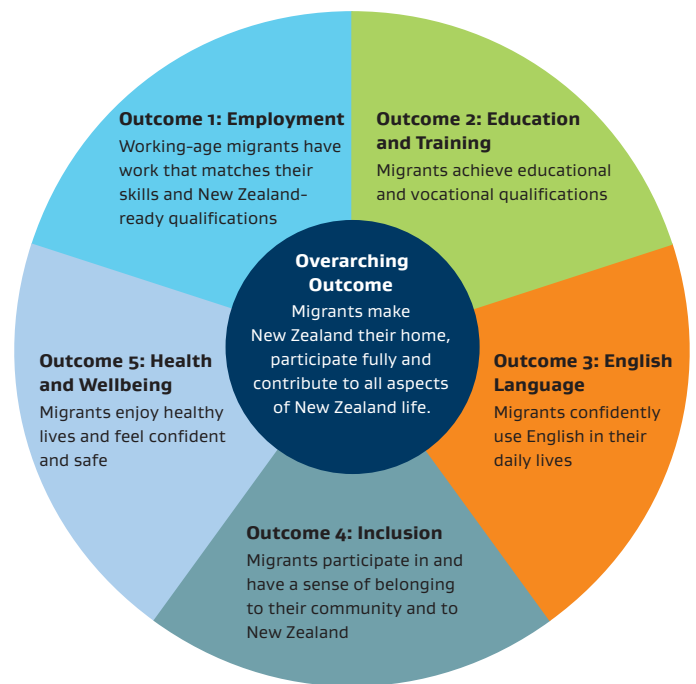 Outcome 1: Employment
Working-age migrants have
work that matches their
skills and New Zealand-
ready qualifications
Outcome 2: Education
and Training
Migrants achieve educational
and vocational qualifications
Overarching
Outcome
Migrants make
New Zealand their home,
participate fully and
contribute to all aspects
of New Zealand life.
Outcome 3: English
Language
Migrants confidently
use English in their
daily lives
Outcome 4: Inclusion
Migrants participate in and
have a sense of belonging
to their community and to
New Zealand
Outcome 5: Health
and Wellbeing
Migrants enjoy healthy
lives and feel confident
and safe